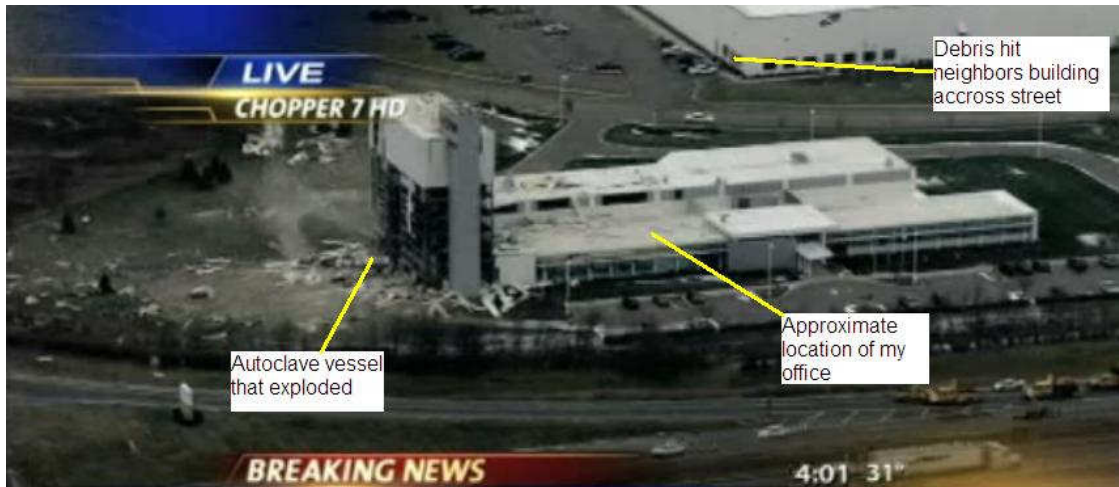 LIVE
CHOPPER 7 HD
Debris hit
neighbors building
accross street
Approximate
location of my
office
Autoclave vessel
that exploded
BREAKING NEWS
4:01 31°